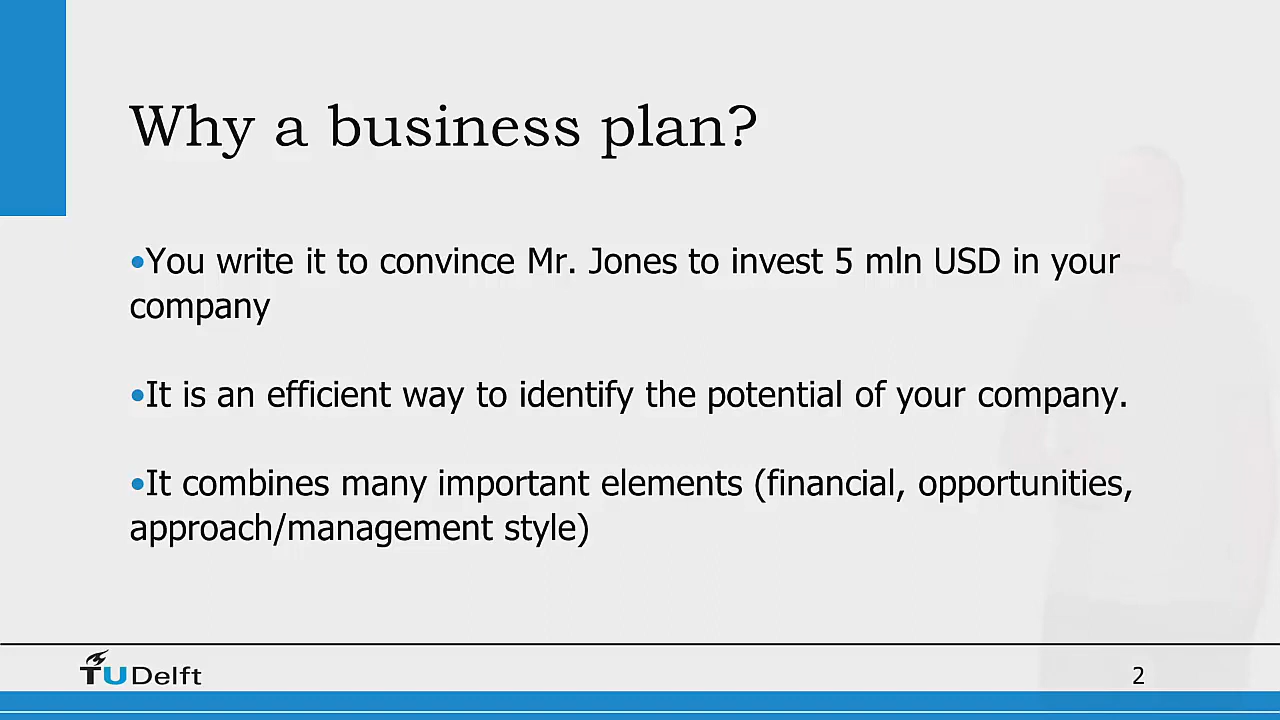 Why a business plan?
•You write it to convince Mr. Jones to invest 5 mln USD in your
company
•It is an efficient way to identify the potential of your company.
•It combines many important elements (financial, opportunities,
approach/management style)
TU Delft
2